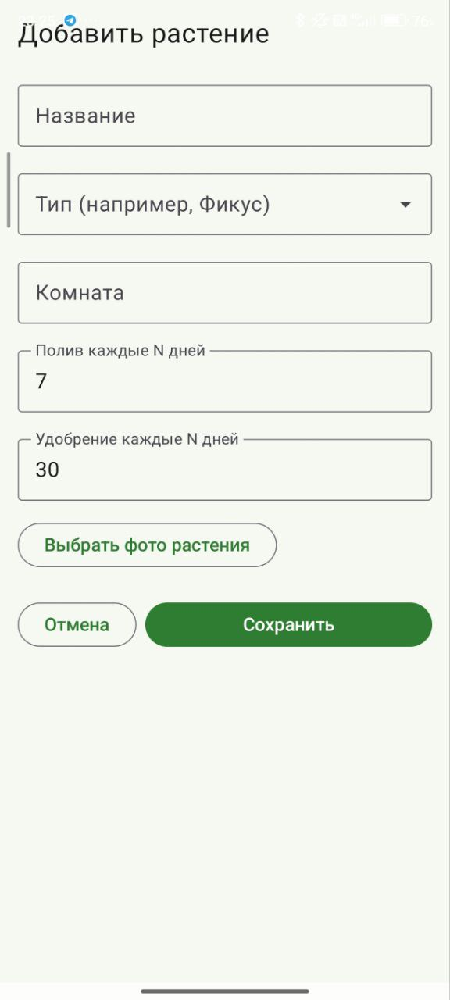 Добавить растение
Название
Тип (например, Фикус)
Комната
Полив каждые N дней
7
Удобрение каждые N дней
30
Выбрать фото растения
Отмена
Сохранить